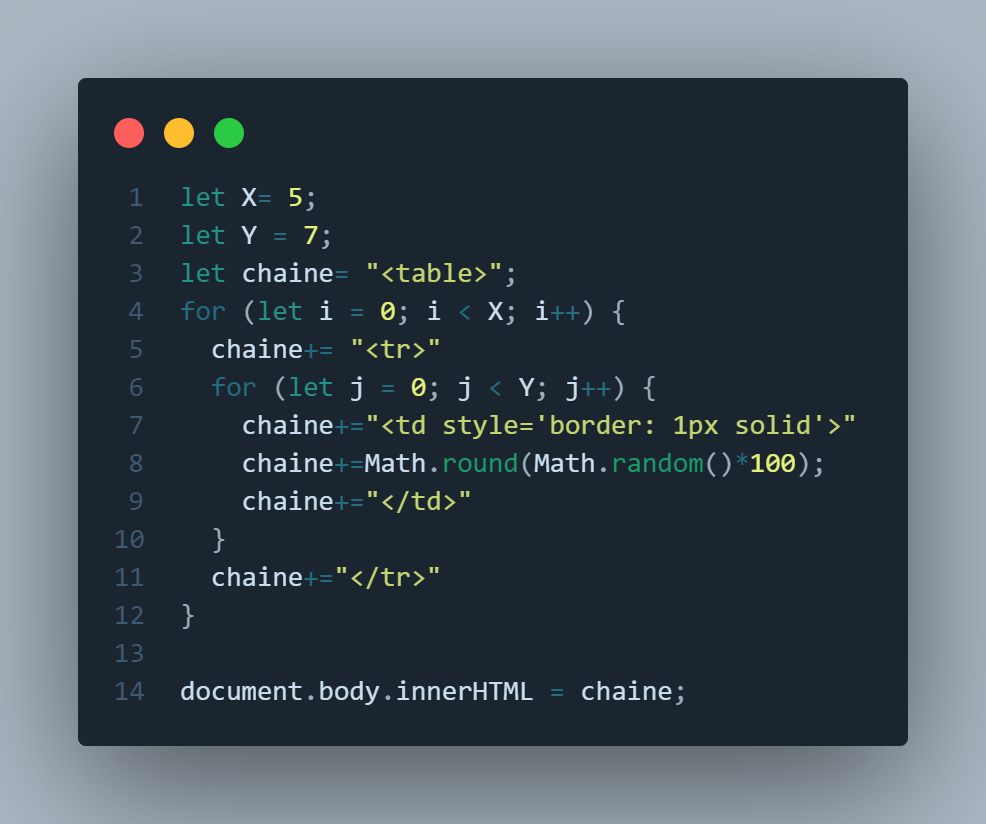 1 let X= 5;
2 let Y = 7;
3 let chaine= "<table>";
4 for (let i = 0; i < X; i++) {
5   chaine+= "<tr>"
6   for (let j = 0; j < Y; j++) {
7     chaine+="<td style='border: 1px solid'>"
8     chaine+=Math.round(Math.random()*100);
9     chaine+="</td>"
10   }
11   chaine+="</tr>"
12 }
13
14 document.body.innerHTML = chaine;